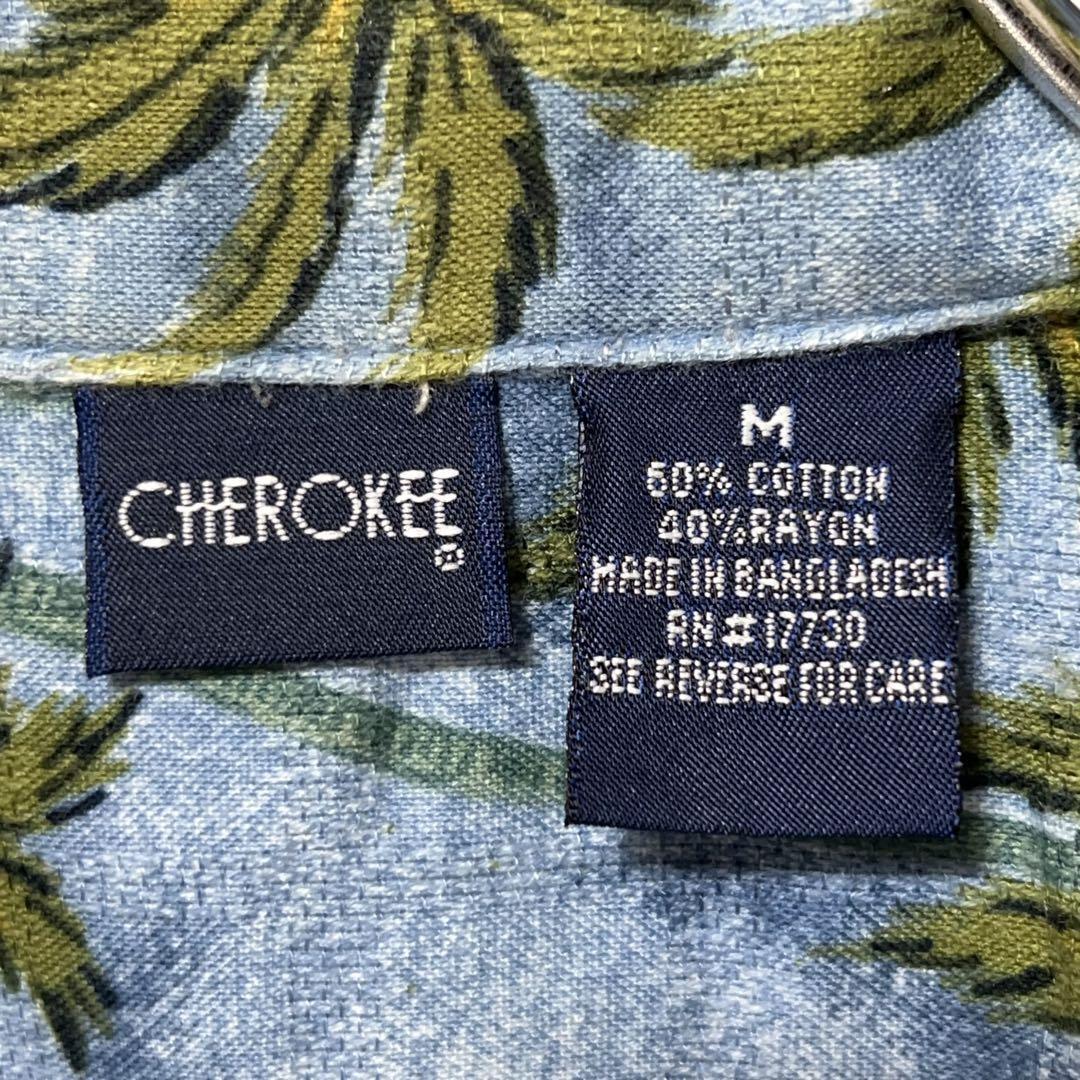 CHEROKEE
®
M
60% COTTON
40% RAYON
MADE IN BANGLADESH
RN #17730
SEE REVERSE FOR CARE